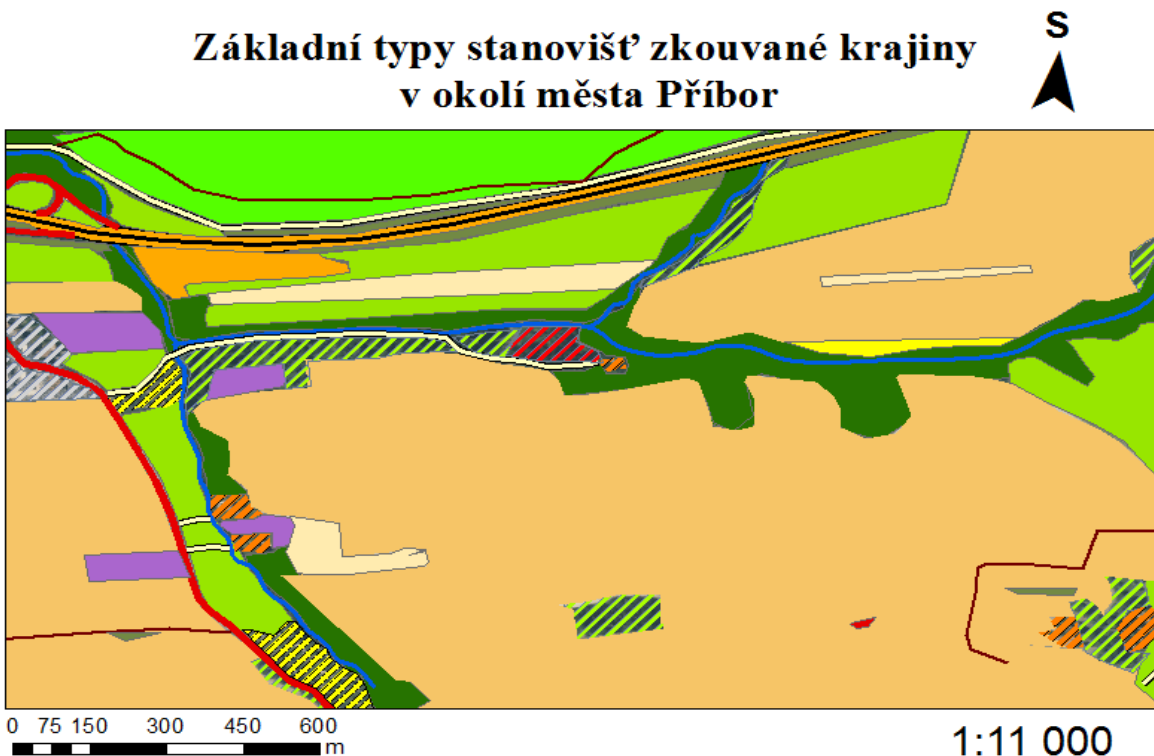 Základní typy stanovišť zkouvané krajiny
v okolí města Příbor
S
0 75 150 300 450 600
m
1:11 000